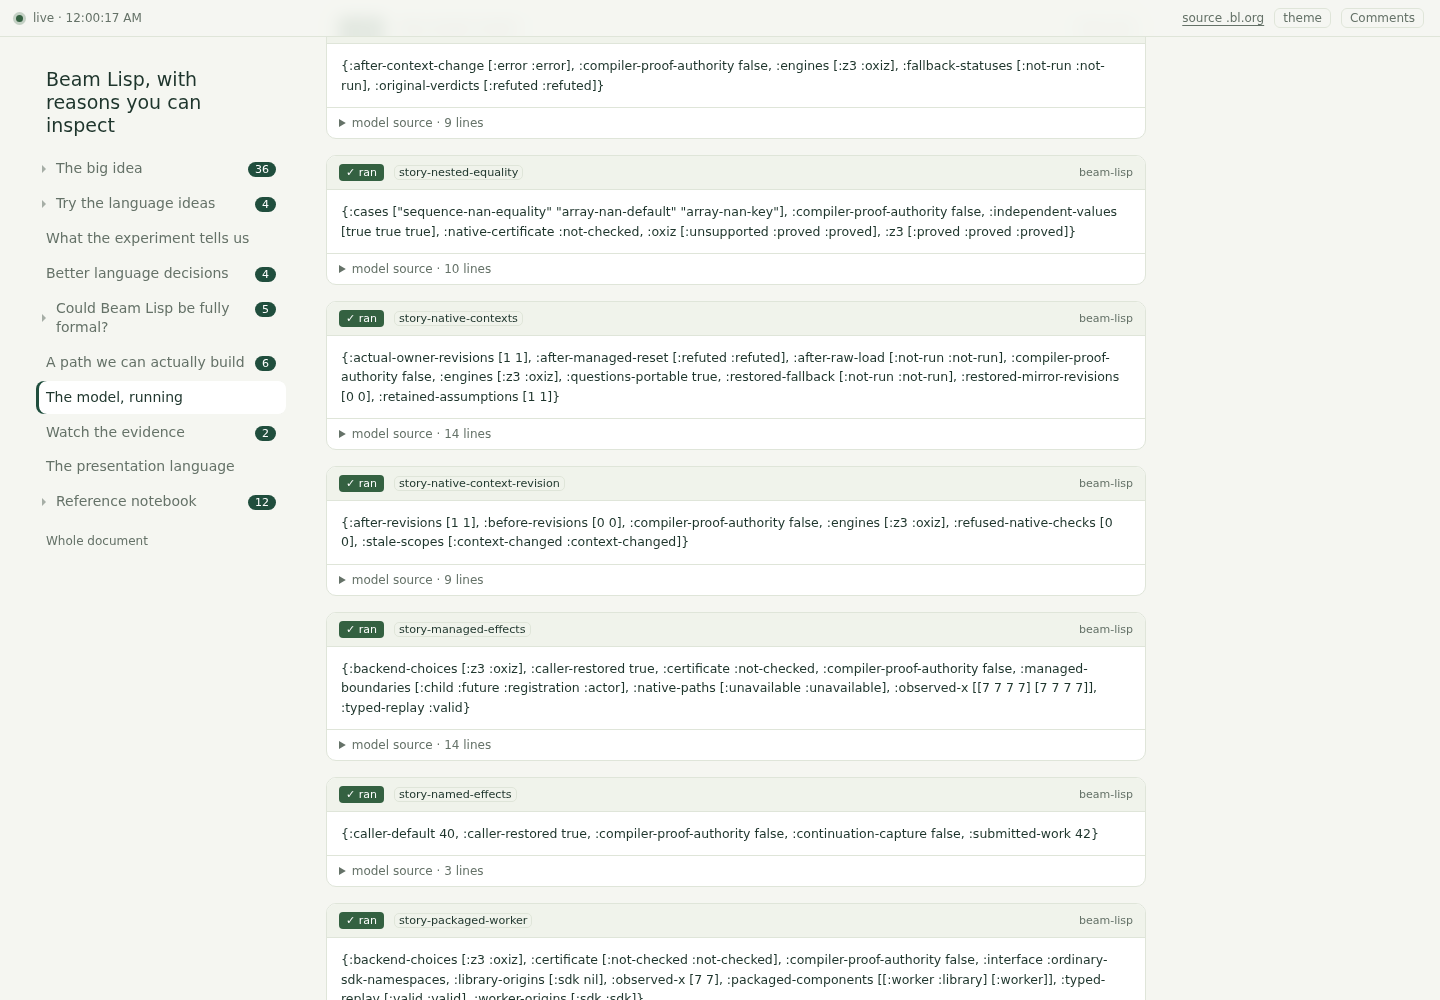 live · 12:00:17 AM
source .bl.org
theme
Comments
Beam Lisp, with
reasons you can
inspect
The big idea
36
Try the language ideas
4
What the experiment tells us
Better language decisions
4
Could Beam Lisp be fully
formal?
5
A path we can actually build
6
The model, running
Watch the evidence
2
The presentation language
Reference notebook
12
Whole document
{:after-context-change [:error :error], :compiler-proof-authority false, :engines [:z3 :oxiz], :fallback-statuses [:not-run :not-
run], :original-verdicts [:refuted :refuted]}
model source · 9 lines
✓ ran
story-nested-equality
beam-lisp
{:cases ["sequence-nan-equality" "array-nan-default" "array-nan-key"], :compiler-proof-authority false, :independent-values
[true true true], :native-certificate :not-checked, :oxiz [:unsupported :proved :proved], :z3 [:proved :proved :proved]}
model source · 10 lines
✓ ran
story-native-contexts
beam-lisp
{:actual-owner-revisions [1 1], :after-managed-reset [:refuted :refuted], :after-raw-load [:not-run :not-run], :compiler-proof-
authority false, :engines [:z3 :oxiz], :questions-portable true, :restored-fallback [:not-run :not-run], :restored-mirror-revisions
[0 0], :retained-assumptions [1 1]}
model source · 14 lines
✓ ran
story-native-context-revision
beam-lisp
{:after-revisions [1 1], :before-revisions [0 0], :compiler-proof-authority false, :engines [:z3 :oxiz], :refused-native-checks [0
0], :stale-scopes [:context-changed :context-changed]}
model source · 9 lines
✓ ran
story-managed-effects
beam-lisp
{:backend-choices [:z3 :oxiz], :caller-restored true, :certificate :not-checked, :compiler-proof-authority false, :managed-
boundaries [:child :future :registration :actor], :native-paths [:unavailable :unavailable], :observed-x [[7 7 7 7] [7 7 7 7]],
:typed-replay :valid}
model source · 14 lines
✓ ran
story-named-effects
beam-lisp
{:caller-default 40, :caller-restored true, :compiler-proof-authority false, :continuation-capture false, :submitted-work 42}
model source · 3 lines
✓ ran
story-packaged-worker
beam-lisp
{:backend-choices [:z3 :oxiz], :certificate [:not-checked :not-checked], :compiler-proof-authority false, :interface :ordinary-
sdk-namespaces, :library-origins [:sdk nil], :observed-x [7 7], :packaged-components [[:worker :library] [:worker]], :typed-
replay [:valid :valid], :worker-origins [:sdk :sdk]}